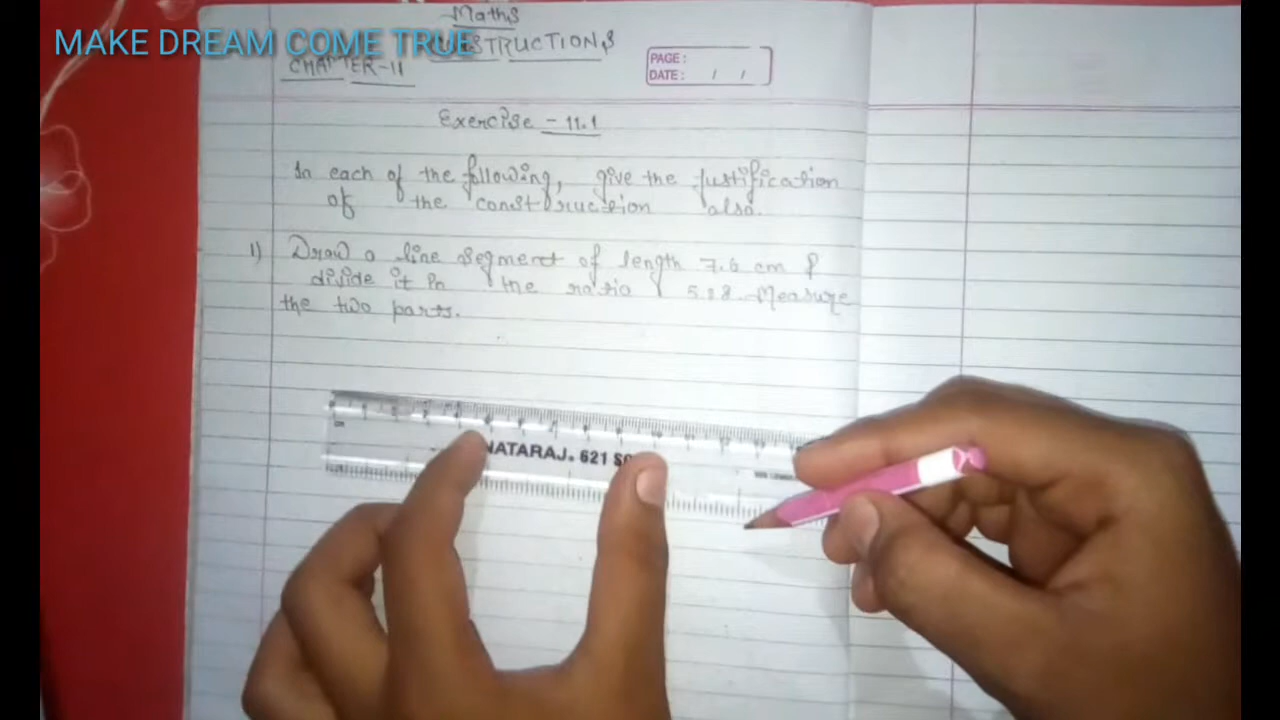 Maths
MAKE DREAM COME TRUE
CONSTRUCTIONS
CHAPTER-11
PAGE:
DATE: / /
Exercise - 11.1
In each of the following, give the justification
of the construction also.
1) Draw a line segment of length 7.6 cm &
divide it in the ratio 5:8. Measure
the two parts.
cm
NATARAJ. 621